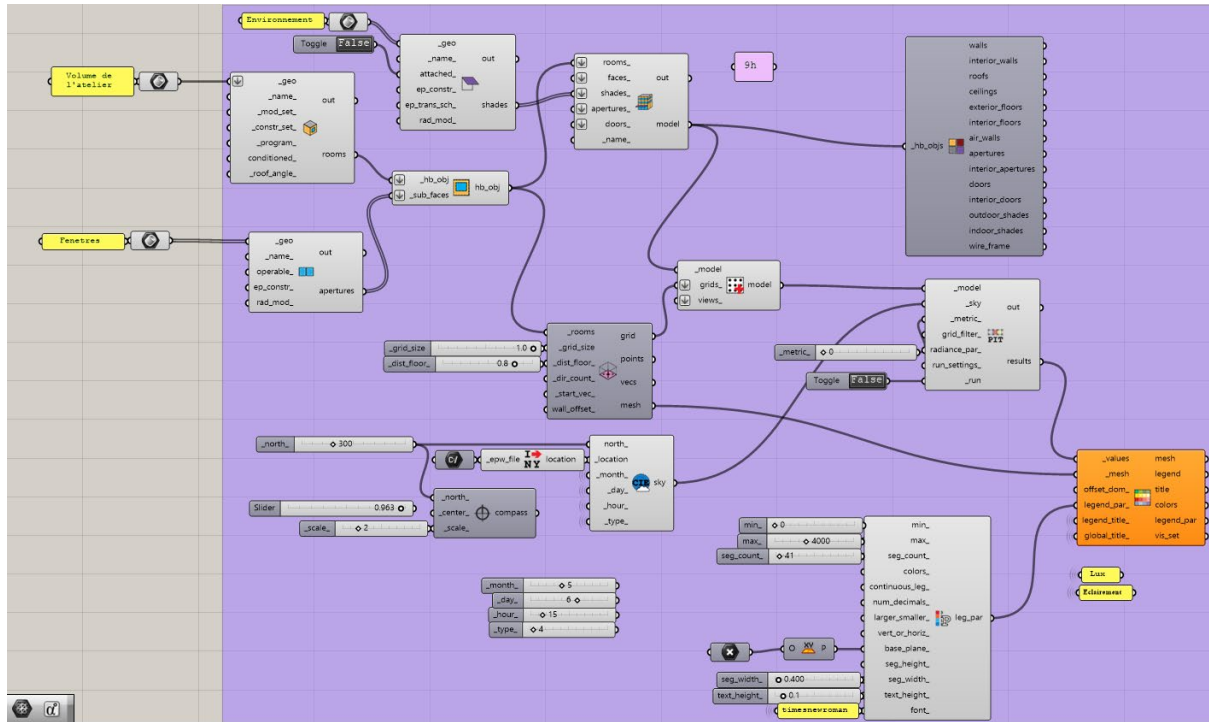 Environnement
Toggle False
_geo
_name_
attached_
ep_constr_
ep_trans_sch_
rad_mod_
out
shades
Volume de
l'atelier
_geo
_name_
_mod_set_
_constr_set_
_program_
conditioned_
_roof_angle_
out
rooms
rooms_
faces_
shades_
apertures_
doors_
_name_
out
model
9h
_hb_objs
walls
interior_walls
roofs
ceilings
exterior_floors
interior_floors
air_walls
apertures
interior_apertures
doors
interior_doors
outdoor_shades
indoor_shades
wire_frame
_hb_obj
_sub_faces
hb_obj
Fenetres
_geo
_name_
operable_
ep_constr_
rad_mod_
out
apertures
_model
grids_
views_
model
_model
_sky
_metric_
grid_filter_
radiance_par_
run_settings_
_run
PIT
out
results
_metric_ 0
Toggle False
_grid_size 1.0
_dist_floor_ 0.8
_rooms
_grid_size
_dist_floor_
_dir_count_
_start_vec_
wall_offset_
grid
points
vecs
mesh
_north_ 300
C/
_epw_file
I
N Y
location
north_
_location
_month_
_day_
_hour_
_type_
CIE
sky
Slider 0.963
_scale_ 2
_north_
_center_
_scale_
compass
_month_ 5
_day_ 6
_hour_ 15
_type_ 4
_values
_mesh
offset_dom_
legend_par_
legend_title_
global_title_
mesh
legend
title
colors
legend_par
vis_set
Lux
Eclairement
min_ 0
max_ 4000
seg_count_ 41
min_
max_
seg_count_
colors_
continuous_leg_
num_decimals_
larger_smaller_
vert_or_horiz_
base_plane_
seg_height_
seg_width_
text_height_
font_
leg_par
O XY P
seg_width_ 0.400
text_height_ 0.1
timesnewroman